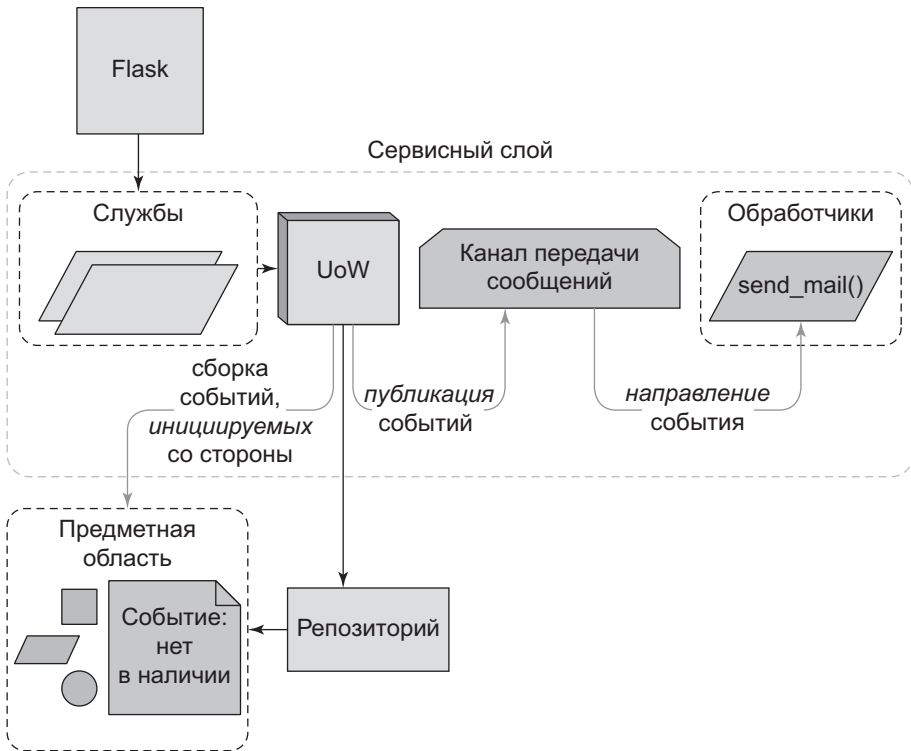 Flask
Сервисный слой
Службы
UoW
Канал передачи
сообщений
Обработчики
send_mail()
сборка
событий,
инициируемых
со стороны
публикация
событий
направление
события
Предметная
область
Событие:
нет
в наличии
Репозиторий